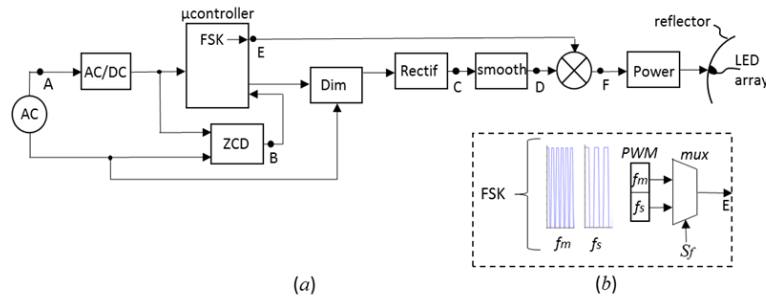 μcontroller
FSK
E
reflector
LED
array
A
AC/DC
AC
Dim
Rectif
C
smooth
D
F
Power
ZCD
B
FSK
fm
fs
PWM
fm
fs
mux
E
Sf
(a)
(b)